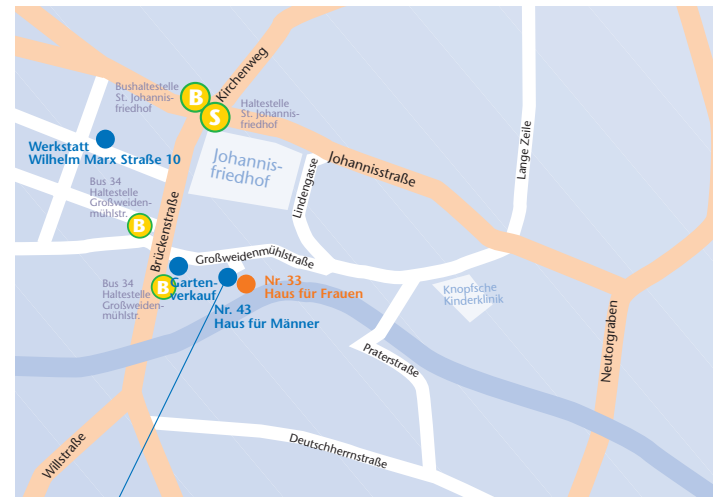 Kirchenweg
Bushaltestelle
St. Johannis-
friedhof
B
S
Haltestelle
St. Johannis-
friedhof
Werkstatt
Wilhelm Marx Straße 10
Johannis-
friedhof
Johannisstraße
Lange Zeile
Lindengasse
Bus 34
Haltestelle
Großweiden-
mühlstr.
B
Brückenstraße
Großweidenmühlstraße
Garten-
verkauf
Bus 34
Haltestelle
Großweiden-
mühlstr.
B
Nr. 33
Haus für Frauen
Nr. 43
Haus für Männer
Knopfsche
Kinderklinik
Neutorgraben
Praterstraße
Deutschherrnstraße
Willstraße